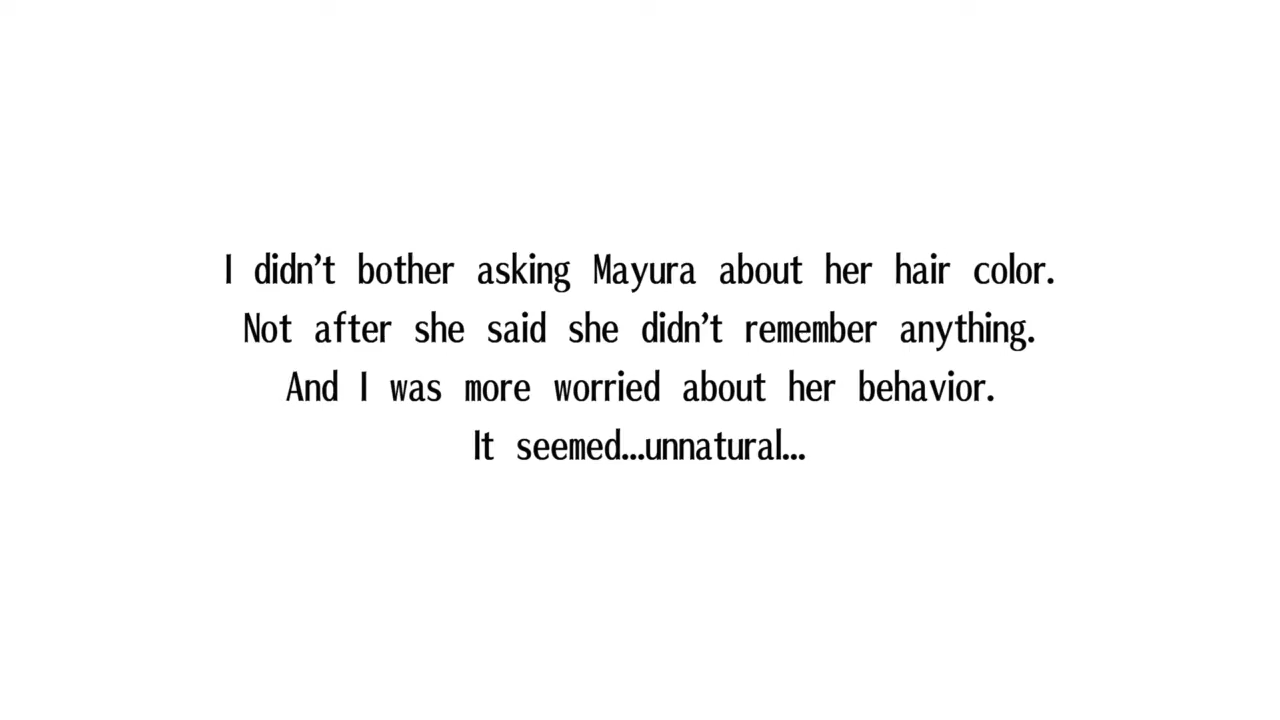 I didn’t bother asking Mayura about her hair color.
Not after she said she didn’t remember anything.
And I was more worried about her behavior.
It seemed...unnatural...